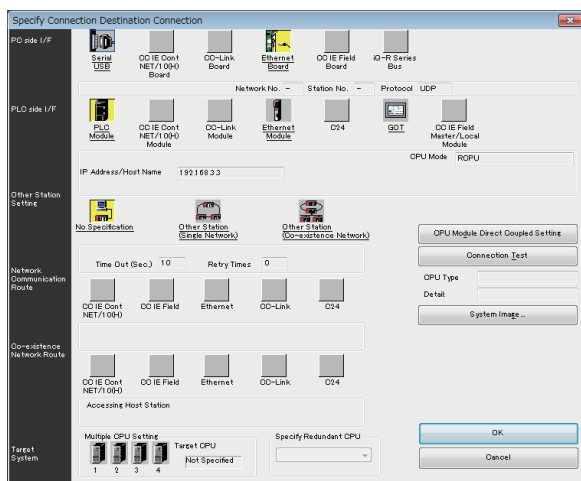 Specify Connection Destination Connection
PC side I/F
Serial USB
CC IE Cont NET/10(H) Board
CC-Link Board
Ethernet Board
CC IE Field Board
iQ-R Series Bus
Network No. - Station No. - Protocol UDP
PLC side I/F
PLC Module
CC IE Cont NET/10(H) Module
CC-Link Module
Ethernet Module
C24
GOT
CC IE Field Master/Local Module
CPU Mode RCPU
IP Address/Host Name 192.168.3.3
Other Station Setting
No Specification
Other Station (Single Network)
Other Station (Co-existence Network)
CPU Module Direct Coupled Setting
Time Out (Sec.) 10 Retry Times 0
Connection Test
Network Communication Route
CPU Type
CC IE Cont NET/10(H)
CC IE Field
Ethernet
CC-Link
C24
Detail:
System Image...
Co-existence Network Route
CC IE Cont NET/10(H)
CC IE Field
Ethernet
CC-Link
C24
Accessing Host Station
Target System
Multiple CPU Setting
1 2 3 4
Target CPU
Not Specified
Specify Redundant CPU
OK
Cancel